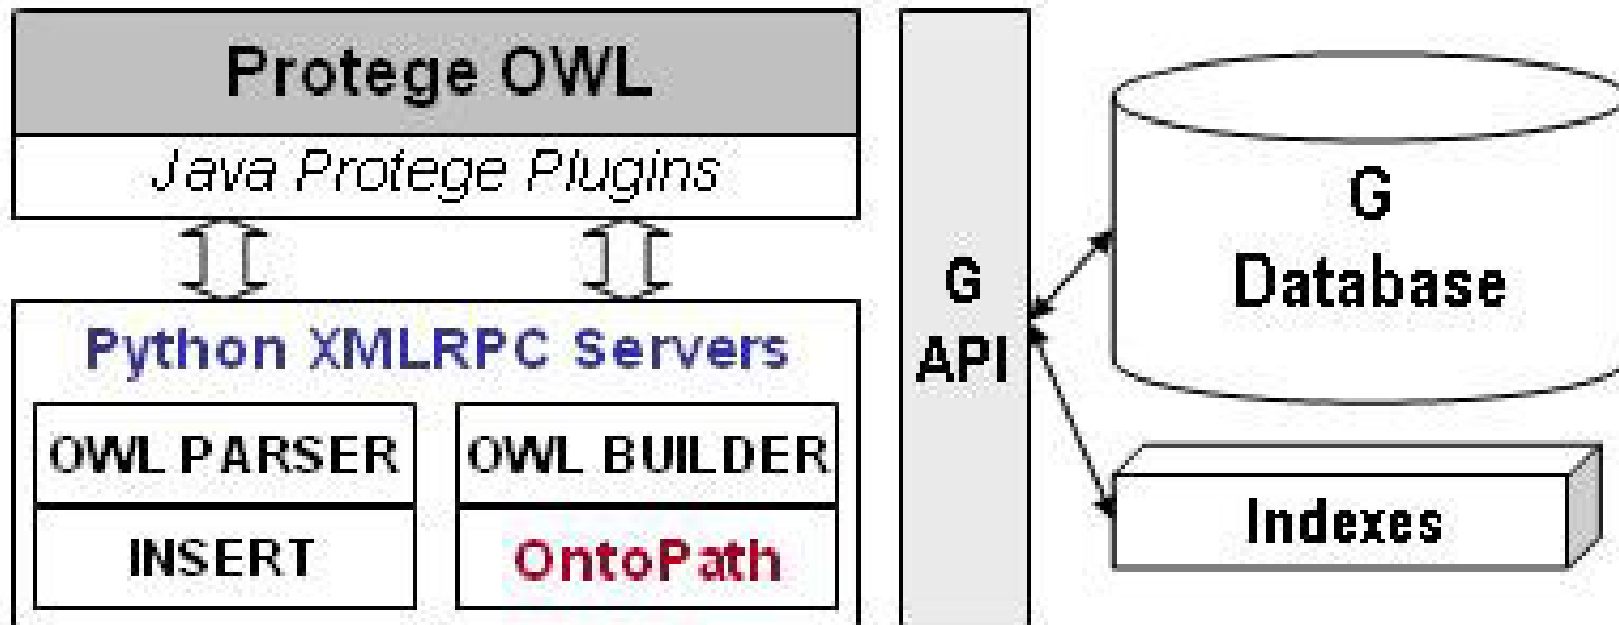 Protege OWL
Java Protege Plugins
Python XMLRPC Servers
OWL PARSER
INSERT
OWL BUILDER
OntoPath
G
API
G
Database
Indexes